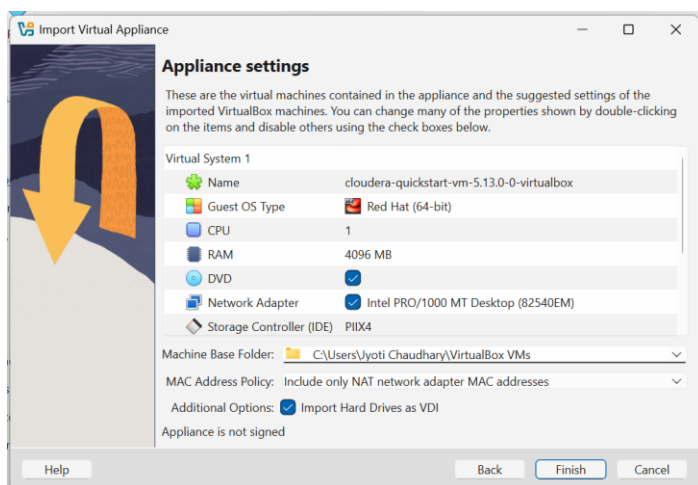 Import Virtual Appliance
Appliance settings
These are the virtual machines contained in the appliance and the suggested settings of the
imported VirtualBox machines. You can change many of the properties shown by double-clicking
on the items and disable others using the check boxes below.
Virtual System 1
Name cloudera-quickstart-vm-5.13.0-0-virtualbox
Guest OS Type Red Hat (64-bit)
CPU 1
RAM 4096 MB
DVD
Network Adapter Intel PRO/1000 MT Desktop (82540EM)
Storage Controller (IDE) PIIX4
Machine Base Folder: C:\Users\Jyoti Chaudhary\VirtualBox VMs
MAC Address Policy: Include only NAT network adapter MAC addresses
Additional Options: Import Hard Drives as VDI
Appliance is not signed
Help Back Finish Cancel